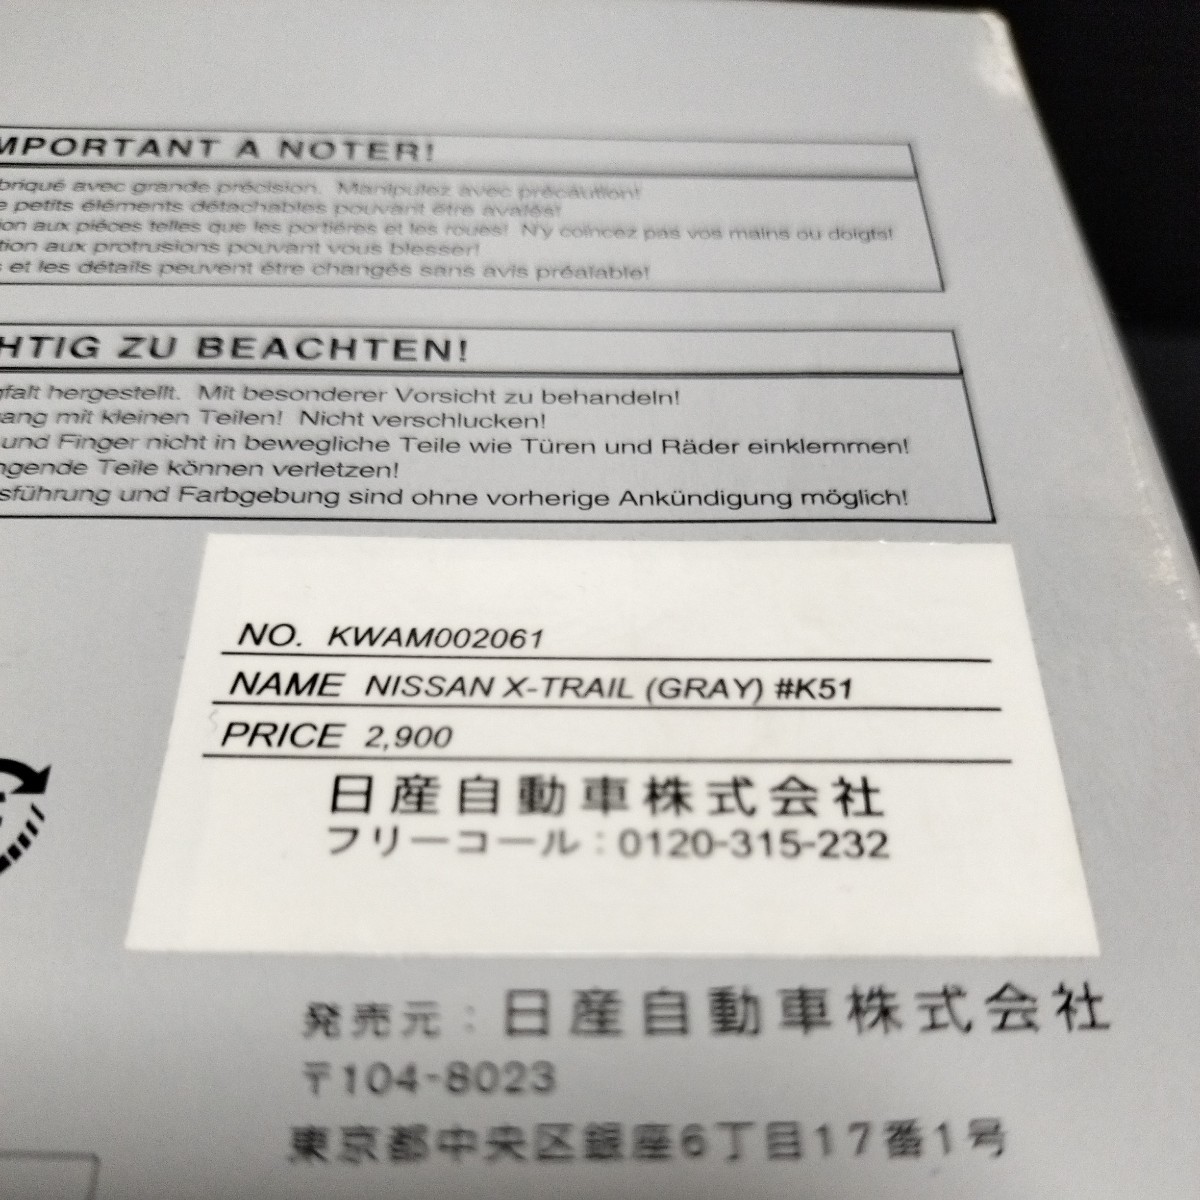 MPORTANT A NOTER!
briqué avec grande précision. Manipulez avec précaution!
e petits éléments détachables pouvant être avalés!
ion aux pièces telles que les portières et les roues! N'y coincez pas vos mains ou doigts!
tion aux protrusions pouvant vous blesser!
s et les détails peuvent être changés sans avis préalable!
HTIG ZU BEACHTEN!
gfalt hergestellt. Mit besonderer Vorsicht zu behandeln!
ang mit kleinen Teilen! Nicht verschlucken!
und Finger nicht in bewegliche Teile wie Türen und Räder einklemmen!
ngende Teile können verletzen!
sführung und Farbgebung sind ohne vorherige Ankündigung möglich!
NO. KWAM002061
NAME NISSAN X-TRAIL (GRAY) #K51
PRICE 2,900
日産自動車株式会社
フリーコール:0120-315-232
発売元:日産自動車株式会社
〒104-8023
東京都中央区銀座6丁目17番1号